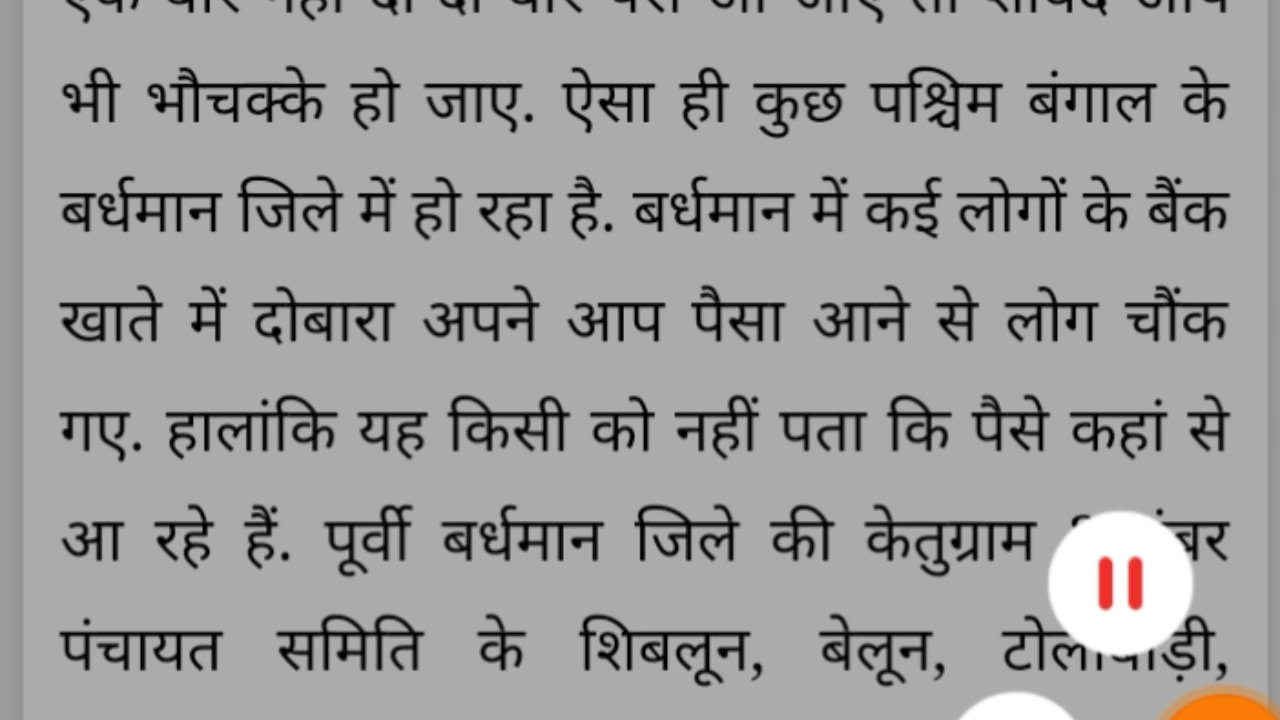 भी भौचक्के हो जाए. ऐसा ही कुछ पश्चिम बंगाल के
बर्धमान जिले में हो रहा है. बर्धमान में कई लोगों के बैंक
खाते में दोबारा अपने आप पैसा आने से लोग चौंक
गए. हालांकि यह किसी को नहीं पता कि पैसे कहां से
आ रहे हैं. पूर्वी बर्धमान जिले की केतुग्राम
पंचायत समिति के शिबलून, बेलून,